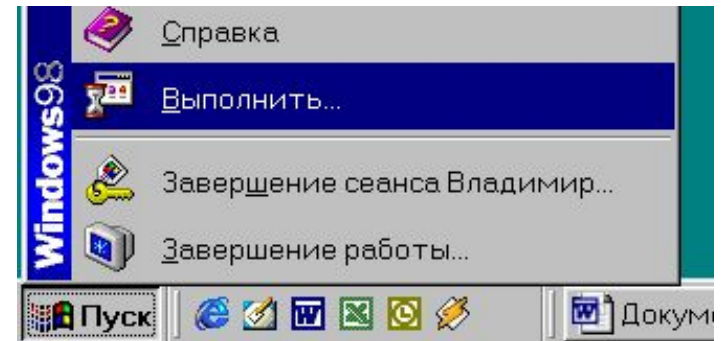 Справка
Выполнить...
Завершение сеанса Владимир...
Завершение работы...
Windows98
Пуск
Докум